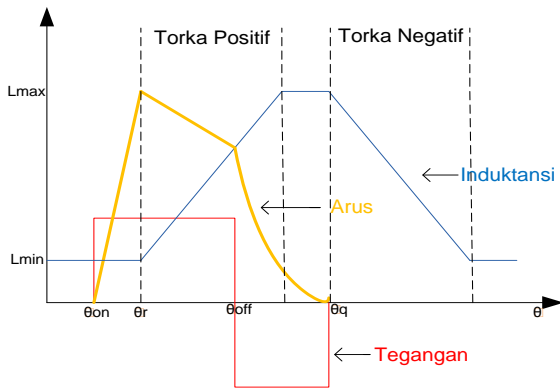 Torka Positif
Torka Negatif
Lmax
Induktansi
Arus
Lmin
θon
θr
θoff
θq
θ
Tegangan